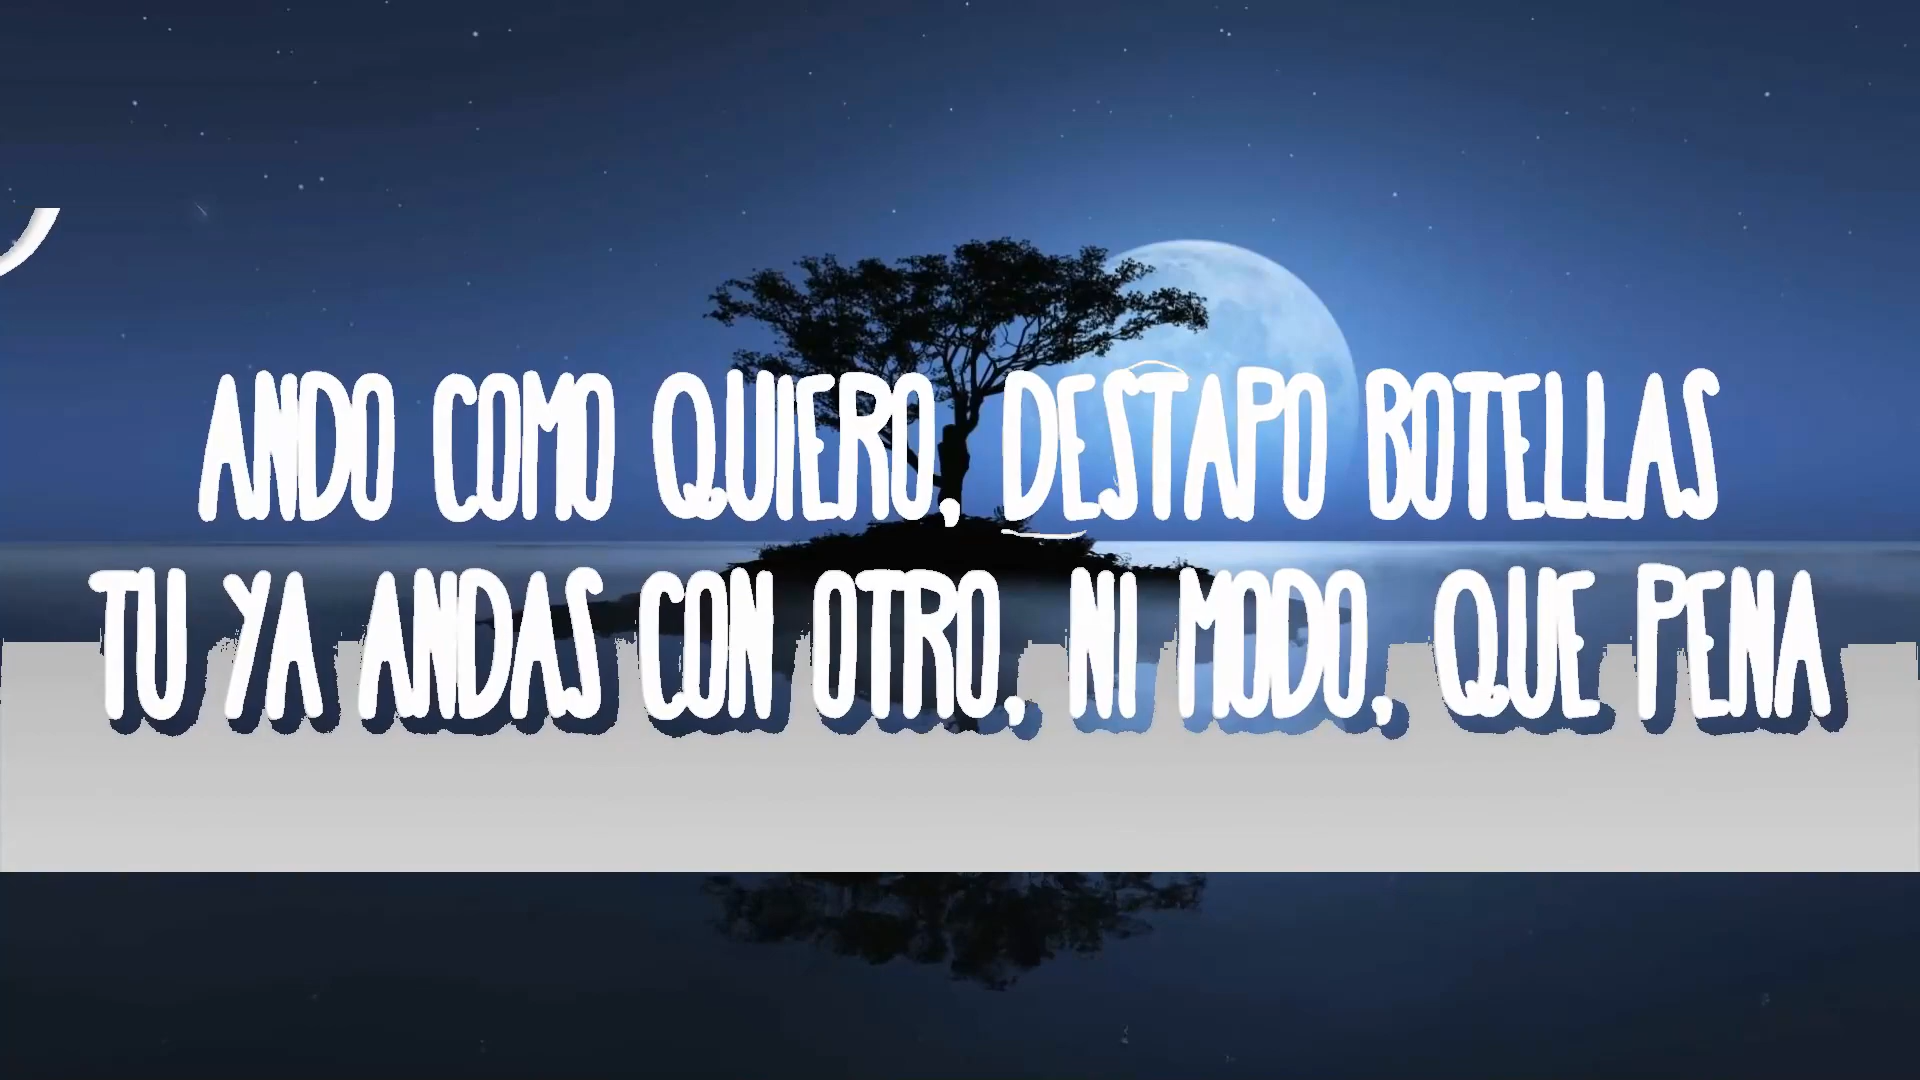 ANDO COMO QUIERO, DESTAPO BOTELLAS
TU YA ANDAS CON OTRO, NI MODO, QUE PENA